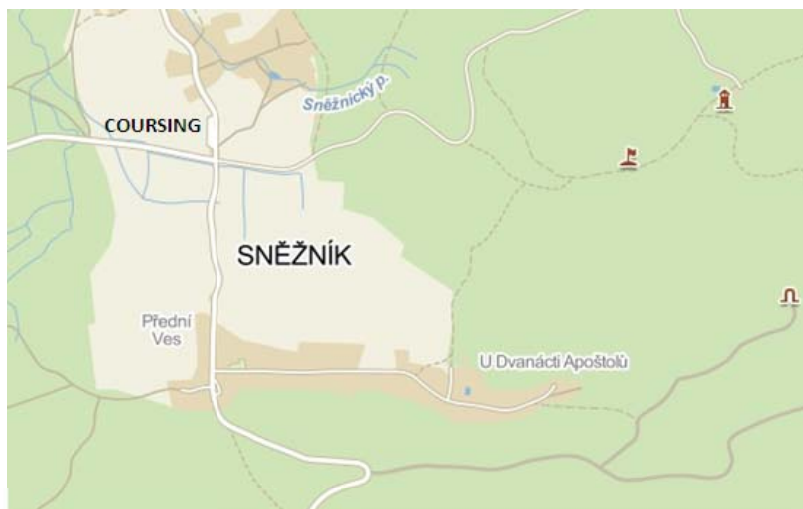 Sněžnický p.
COURSING
SNĚŽNÍK
Přední
Ves
U Dvanácti Apoštolů